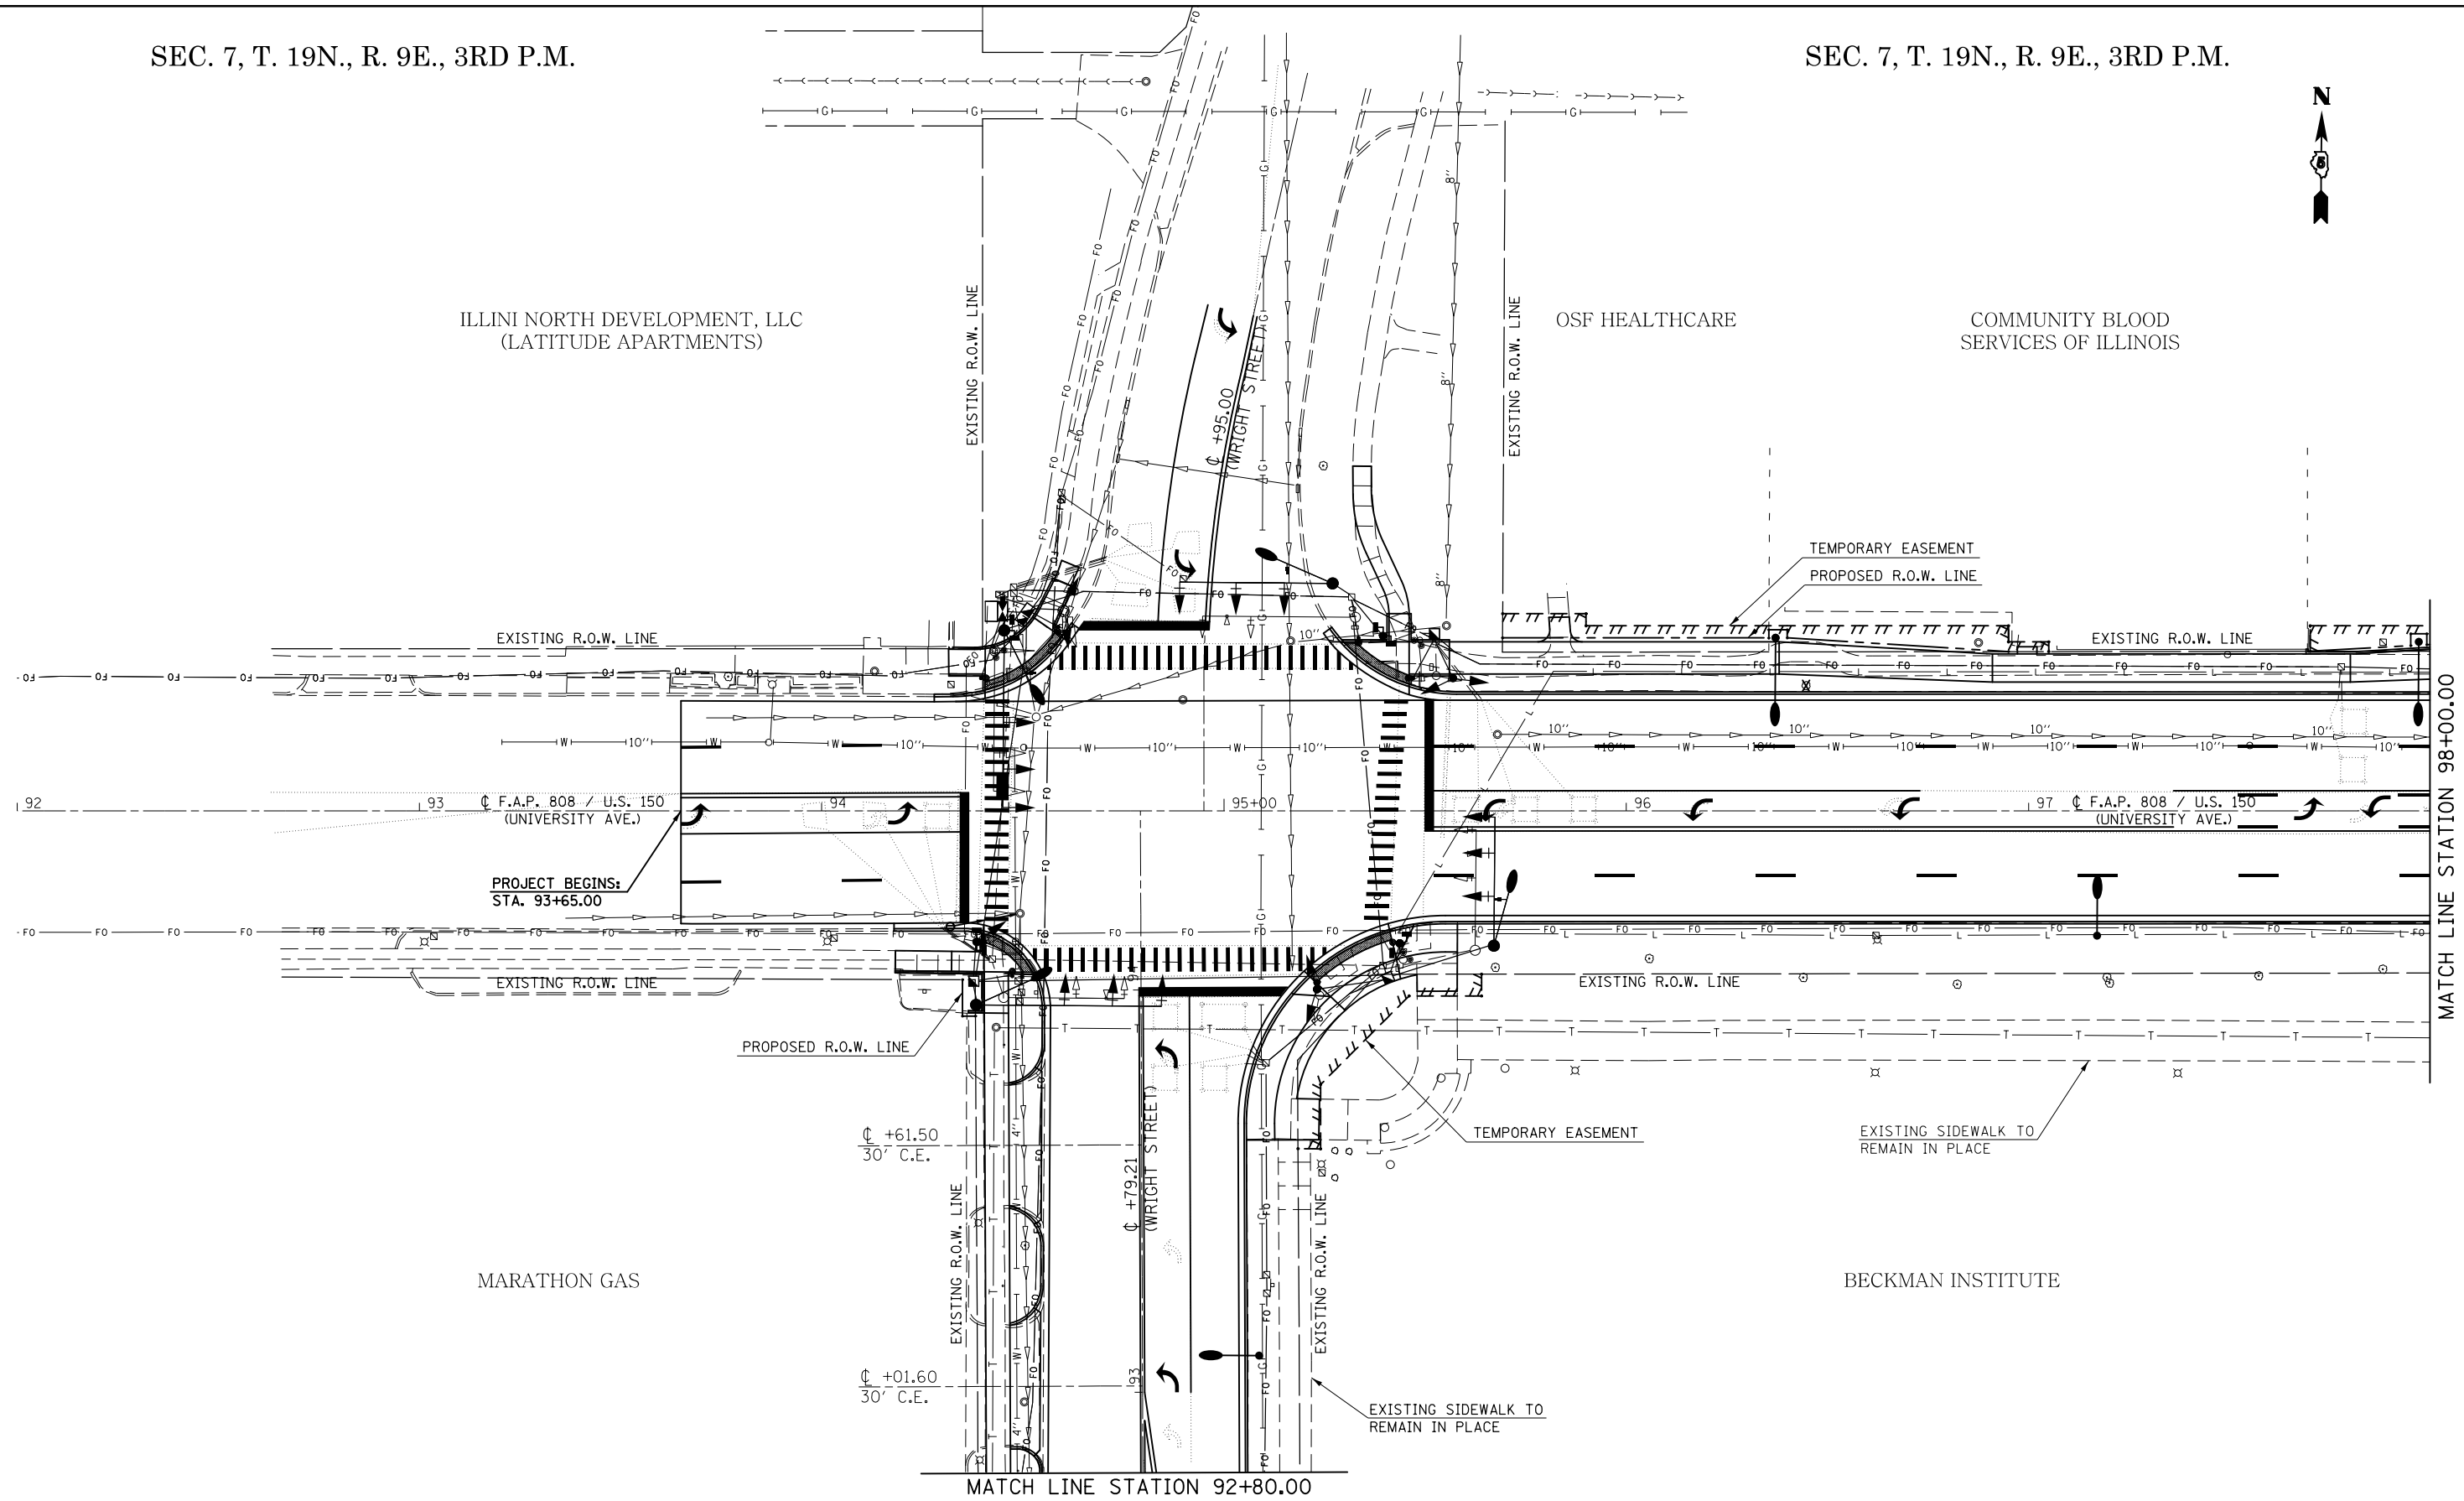 SEC. 7, T. 19N., R. 9E., 3RD P.M.
SEC. 7, T. 19N., R. 9E., 3RD P.M.
N
5
ILLINI NORTH DEVELOPMENT, LLC
(LATITUDE APARTMENTS)
EXISTING R.O.W. LINE
℄ +95.00
(WRIGHT STREET)
EXISTING R.O.W. LINE
OSF HEALTHCARE
COMMUNITY BLOOD
SERVICES OF ILLINOIS
TEMPORARY EASEMENT
PROPOSED R.O.W. LINE
EXISTING R.O.W. LINE
EXISTING R.O.W. LINE
92
93
℄ F.A.P. 808 / U.S. 150
(UNIVERSITY AVE.)
94
95+00
96
97
℄ F.A.P. 808 / U.S. 150
(UNIVERSITY AVE.)
MATCH LINE STATION 98+00.00
PROJECT BEGINS:
STA. 93+65.00
EXISTING R.O.W. LINE
EXISTING R.O.W. LINE
94
PROPOSED R.O.W. LINE
TEMPORARY EASEMENT
EXISTING SIDEWALK TO
REMAIN IN PLACE
℄ +61.50
30' C.E.
℄ +79.21
(WRIGHT STREET)
EXISTING R.O.W. LINE
EXISTING R.O.W. LINE
MARATHON GAS
BECKMAN INSTITUTE
℄ +01.60
30' C.E.
93
EXISTING SIDEWALK TO
REMAIN IN PLACE
MATCH LINE STATION 92+80.00